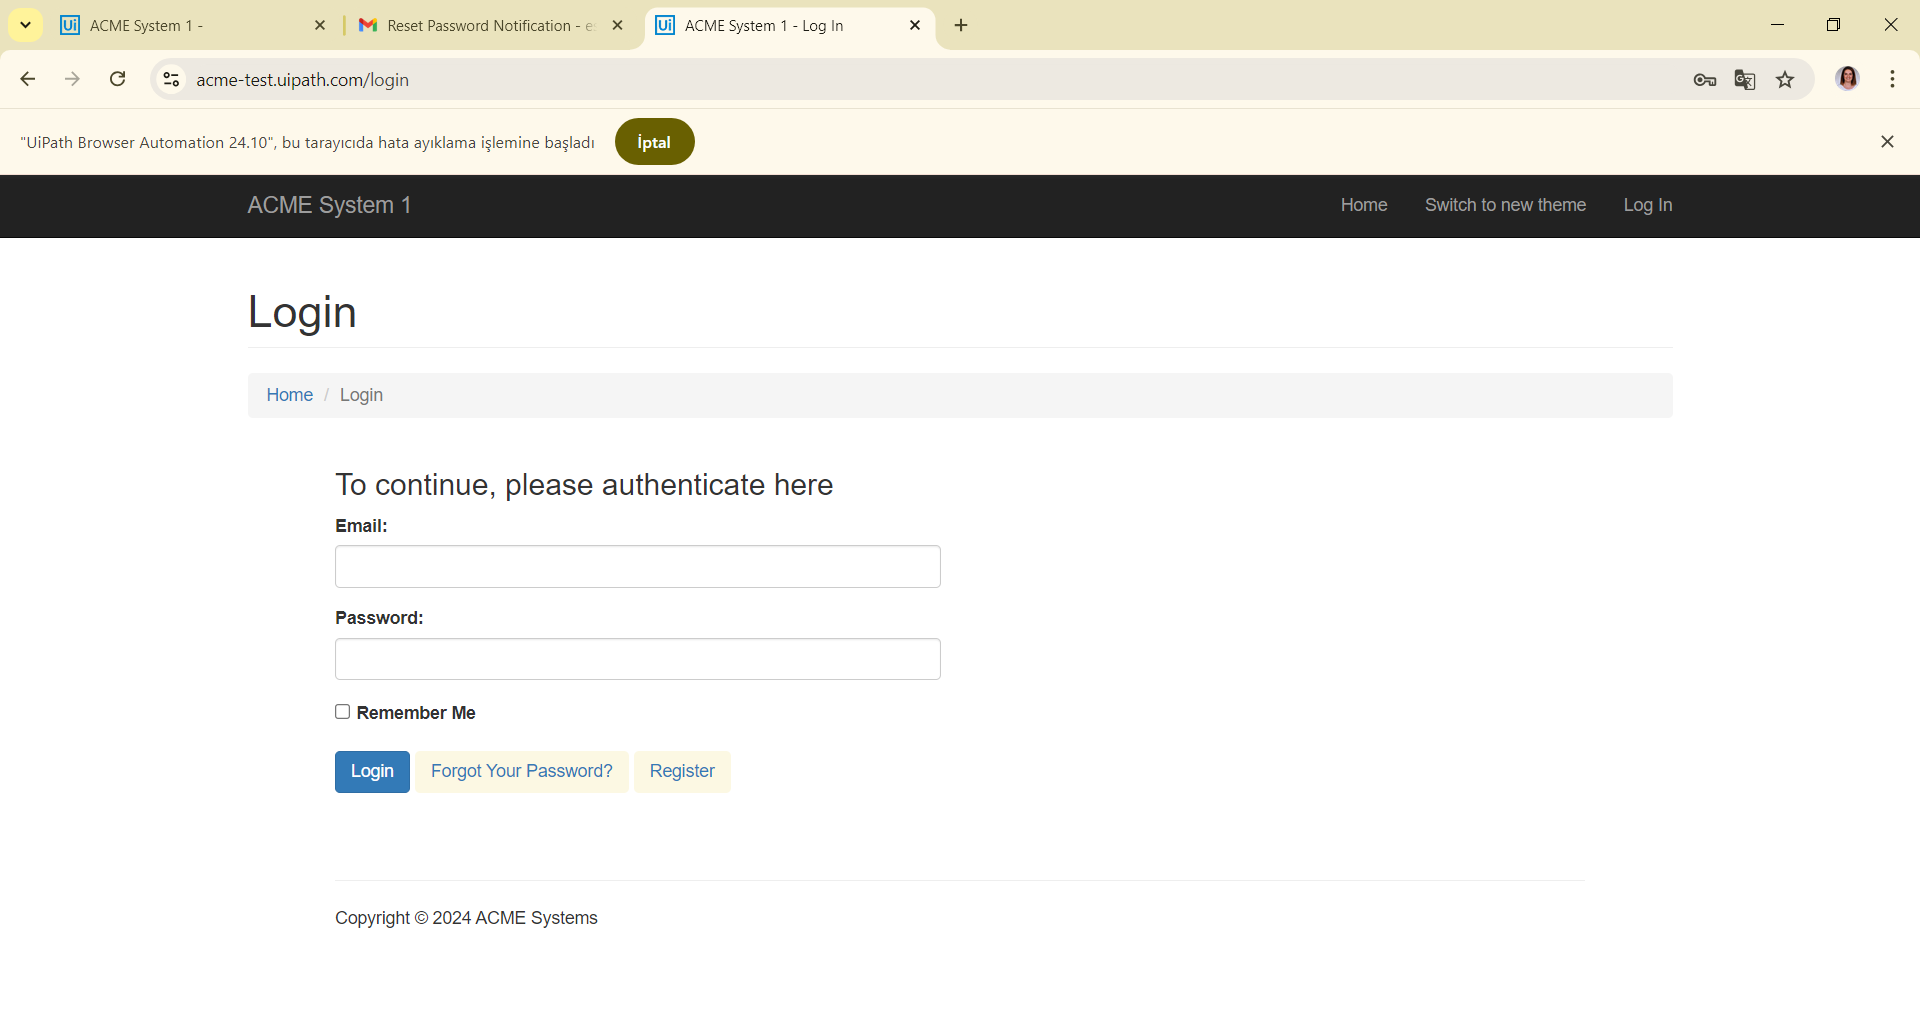 ACME System 1 -
Reset Password Notification - es
ACME System 1 - Log In
acme-test.uipath.com/login
"UiPath Browser Automation 24.10", bu tarayıcıda hata ayıklama işlemine başladı
İptal
ACME System 1
Home
Switch to new theme
Log In
Login
Home / Login
To continue, please authenticate here
Email:
Password:
Remember Me
Login
Forgot Your Password?
Register
Copyright © 2024 ACME Systems